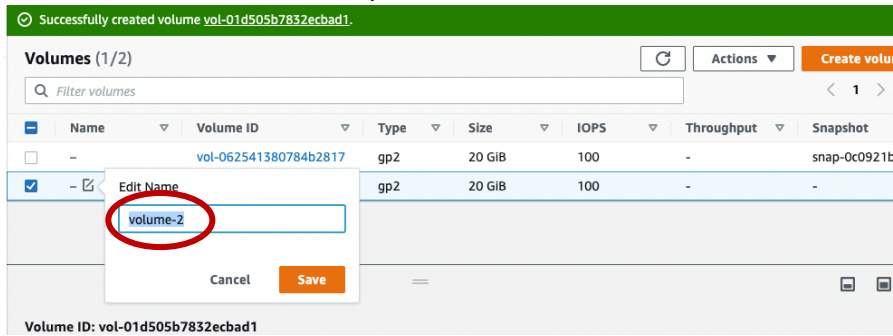 Successfully created volume vol-01d505b7832ecbad1.
Volumes (1/2)
Actions
Create volu
Filter volumes
1
Name Volume ID Type Size IOPS Throughput Snapshot
– vol-062541380784b2817 gp2 20 GiB 100 - snap-0c0921b
– gp2 20 GiB 100 - -
Edit Name
volume-2
Cancel Save
Volume ID: vol-01d505b7832ecbad1